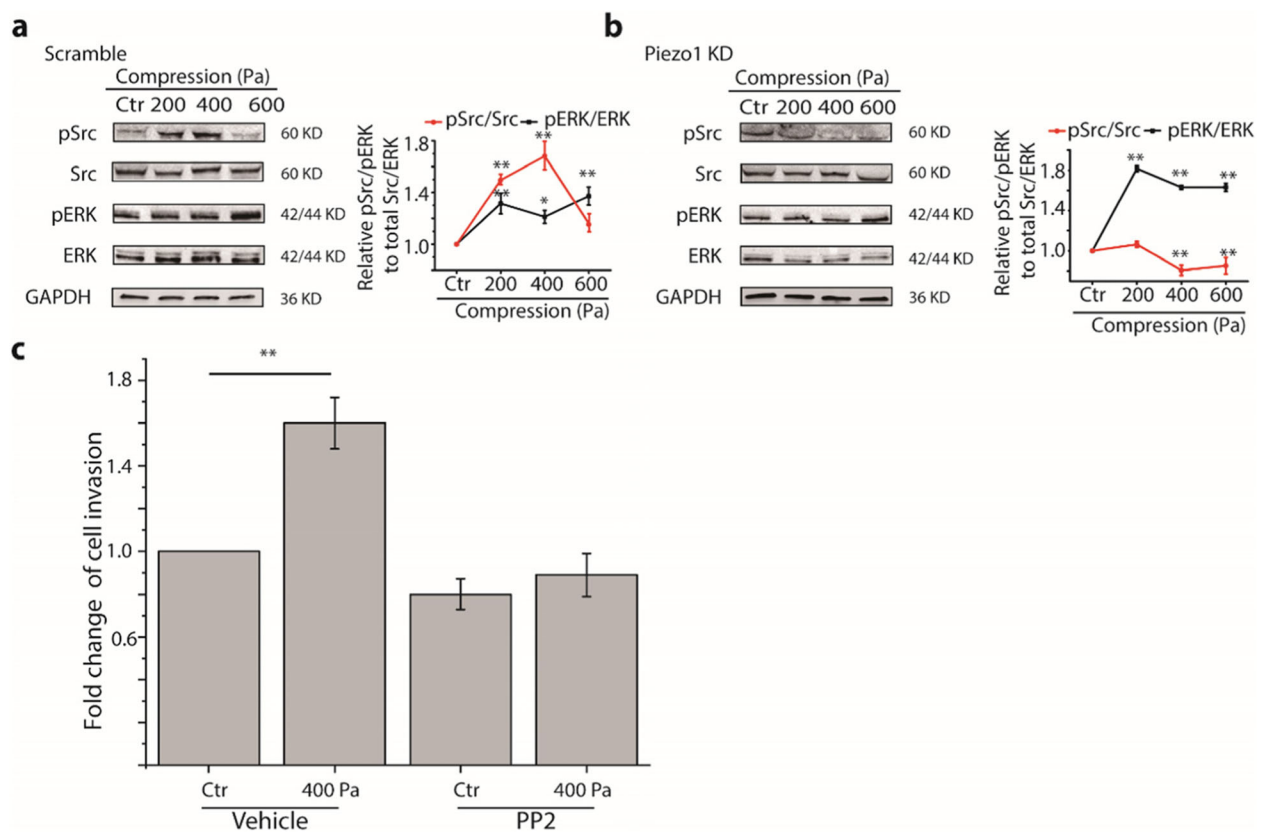 a
Scramble
Compression (Pa)
Ctr 200 400 600
pSrc 60 KD
Src 60 KD
pERK 42/44 KD
ERK 42/44 KD
GAPDH 36 KD
Relative pSrc/pERK
to total Src/ERK
pSrc/Src pERK/ERK
1.8
1.4
1.0
** ** **
** * **
Ctr 200 400 600
Compression (Pa)
b
Piezo1 KD
Compression (Pa)
Ctr 200 400 600
pSrc 60 KD
Src 60 KD
pERK 42/44 KD
ERK 42/44 KD
GAPDH 36 KD
Relative pSrc/pERK
to total Src/ERK
pSrc/Src pERK/ERK
1.8
1.4
1.0
** ** **
** **
Ctr 200 400 600
Compression (Pa)
c
Fold change of cell invasion
1.8
1.4
1.0
0.6
**
Ctr 400 Pa Ctr 400 Pa
Vehicle PP2